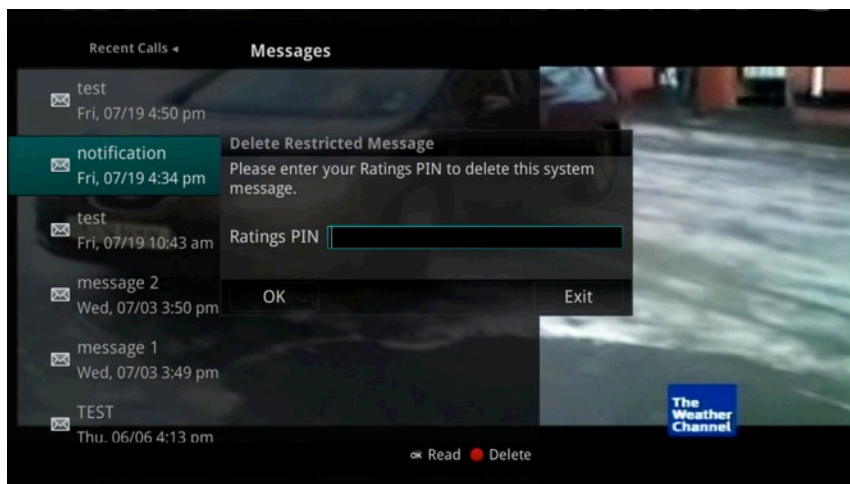 Recent Calls ◂ Messages
test
Fri, 07/19 4:50 pm
notification
Fri, 07/19 4:34 pm
test
Fri, 07/19 10:43 am
message 2
Wed, 07/03 3:50 pm
message 1
Wed, 07/03 3:49 pm
TEST
Thu, 06/06 4:13 pm
Delete Restricted Message
Please enter your Ratings PIN to delete this system
message.
Ratings PIN
OK Exit
The
Weather
Channel
OK Read Delete